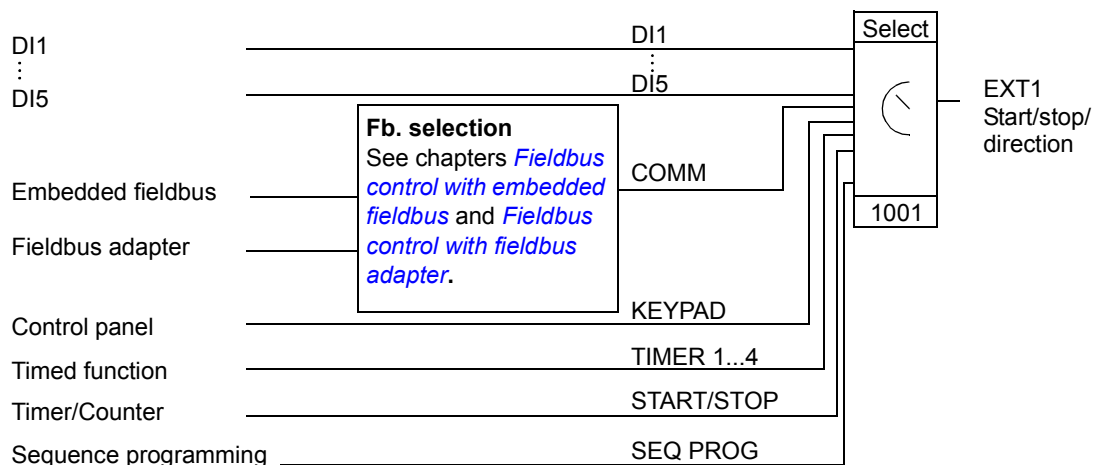 DI1
DI1
Select
DI5
DI5
EXT1
Start/stop/
direction
Fb. selection
See chapters Fieldbus
control with embedded
fieldbus and Fieldbus
control with fieldbus
adapter.
Embedded fieldbus
COMM
1001
Fieldbus adapter
Control panel
KEYPAD
Timed function
TIMER 1...4
Timer/Counter
START/STOP
Sequence programming
SEQ PROG